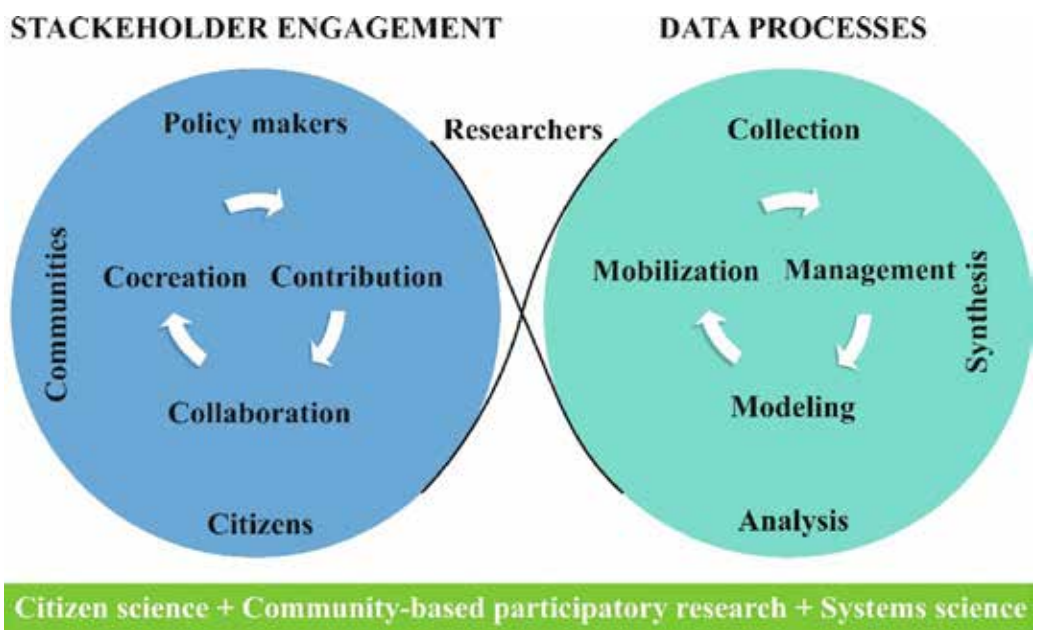 STACKEHOLDER ENGAGEMENT
DATA PROCESSES
Policy makers
Researchers
Collection
Communities
Cocreation
Contribution
Mobilization
Management
Synthesis
Collaboration
Modeling
Citizens
Analysis
Citizen science + Community-based participatory research + Systems science